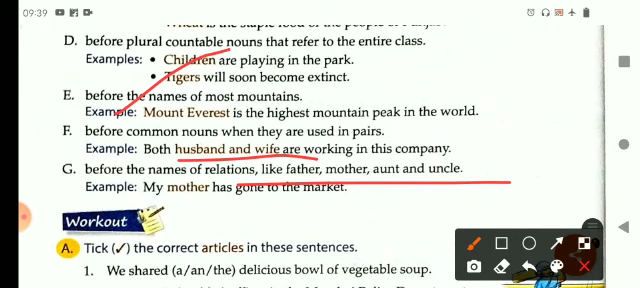 09:39
D. before plural countable nouns that refer to the entire class.
Examples: • Children are playing in the park.
• Tigers will soon become extinct.
E. before the names of most mountains.
Example: Mount Everest is the highest mountain peak in the world.
F. before common nouns when they are used in pairs.
Example: Both husband and wife are working in this company.
G. before the names of relations, like father, mother, aunt and uncle.
Example: My mother has gone to the market.
Workout
A. Tick (✓) the correct articles in these sentences.
1. We shared (a/an/the) delicious bowl of vegetable soup.